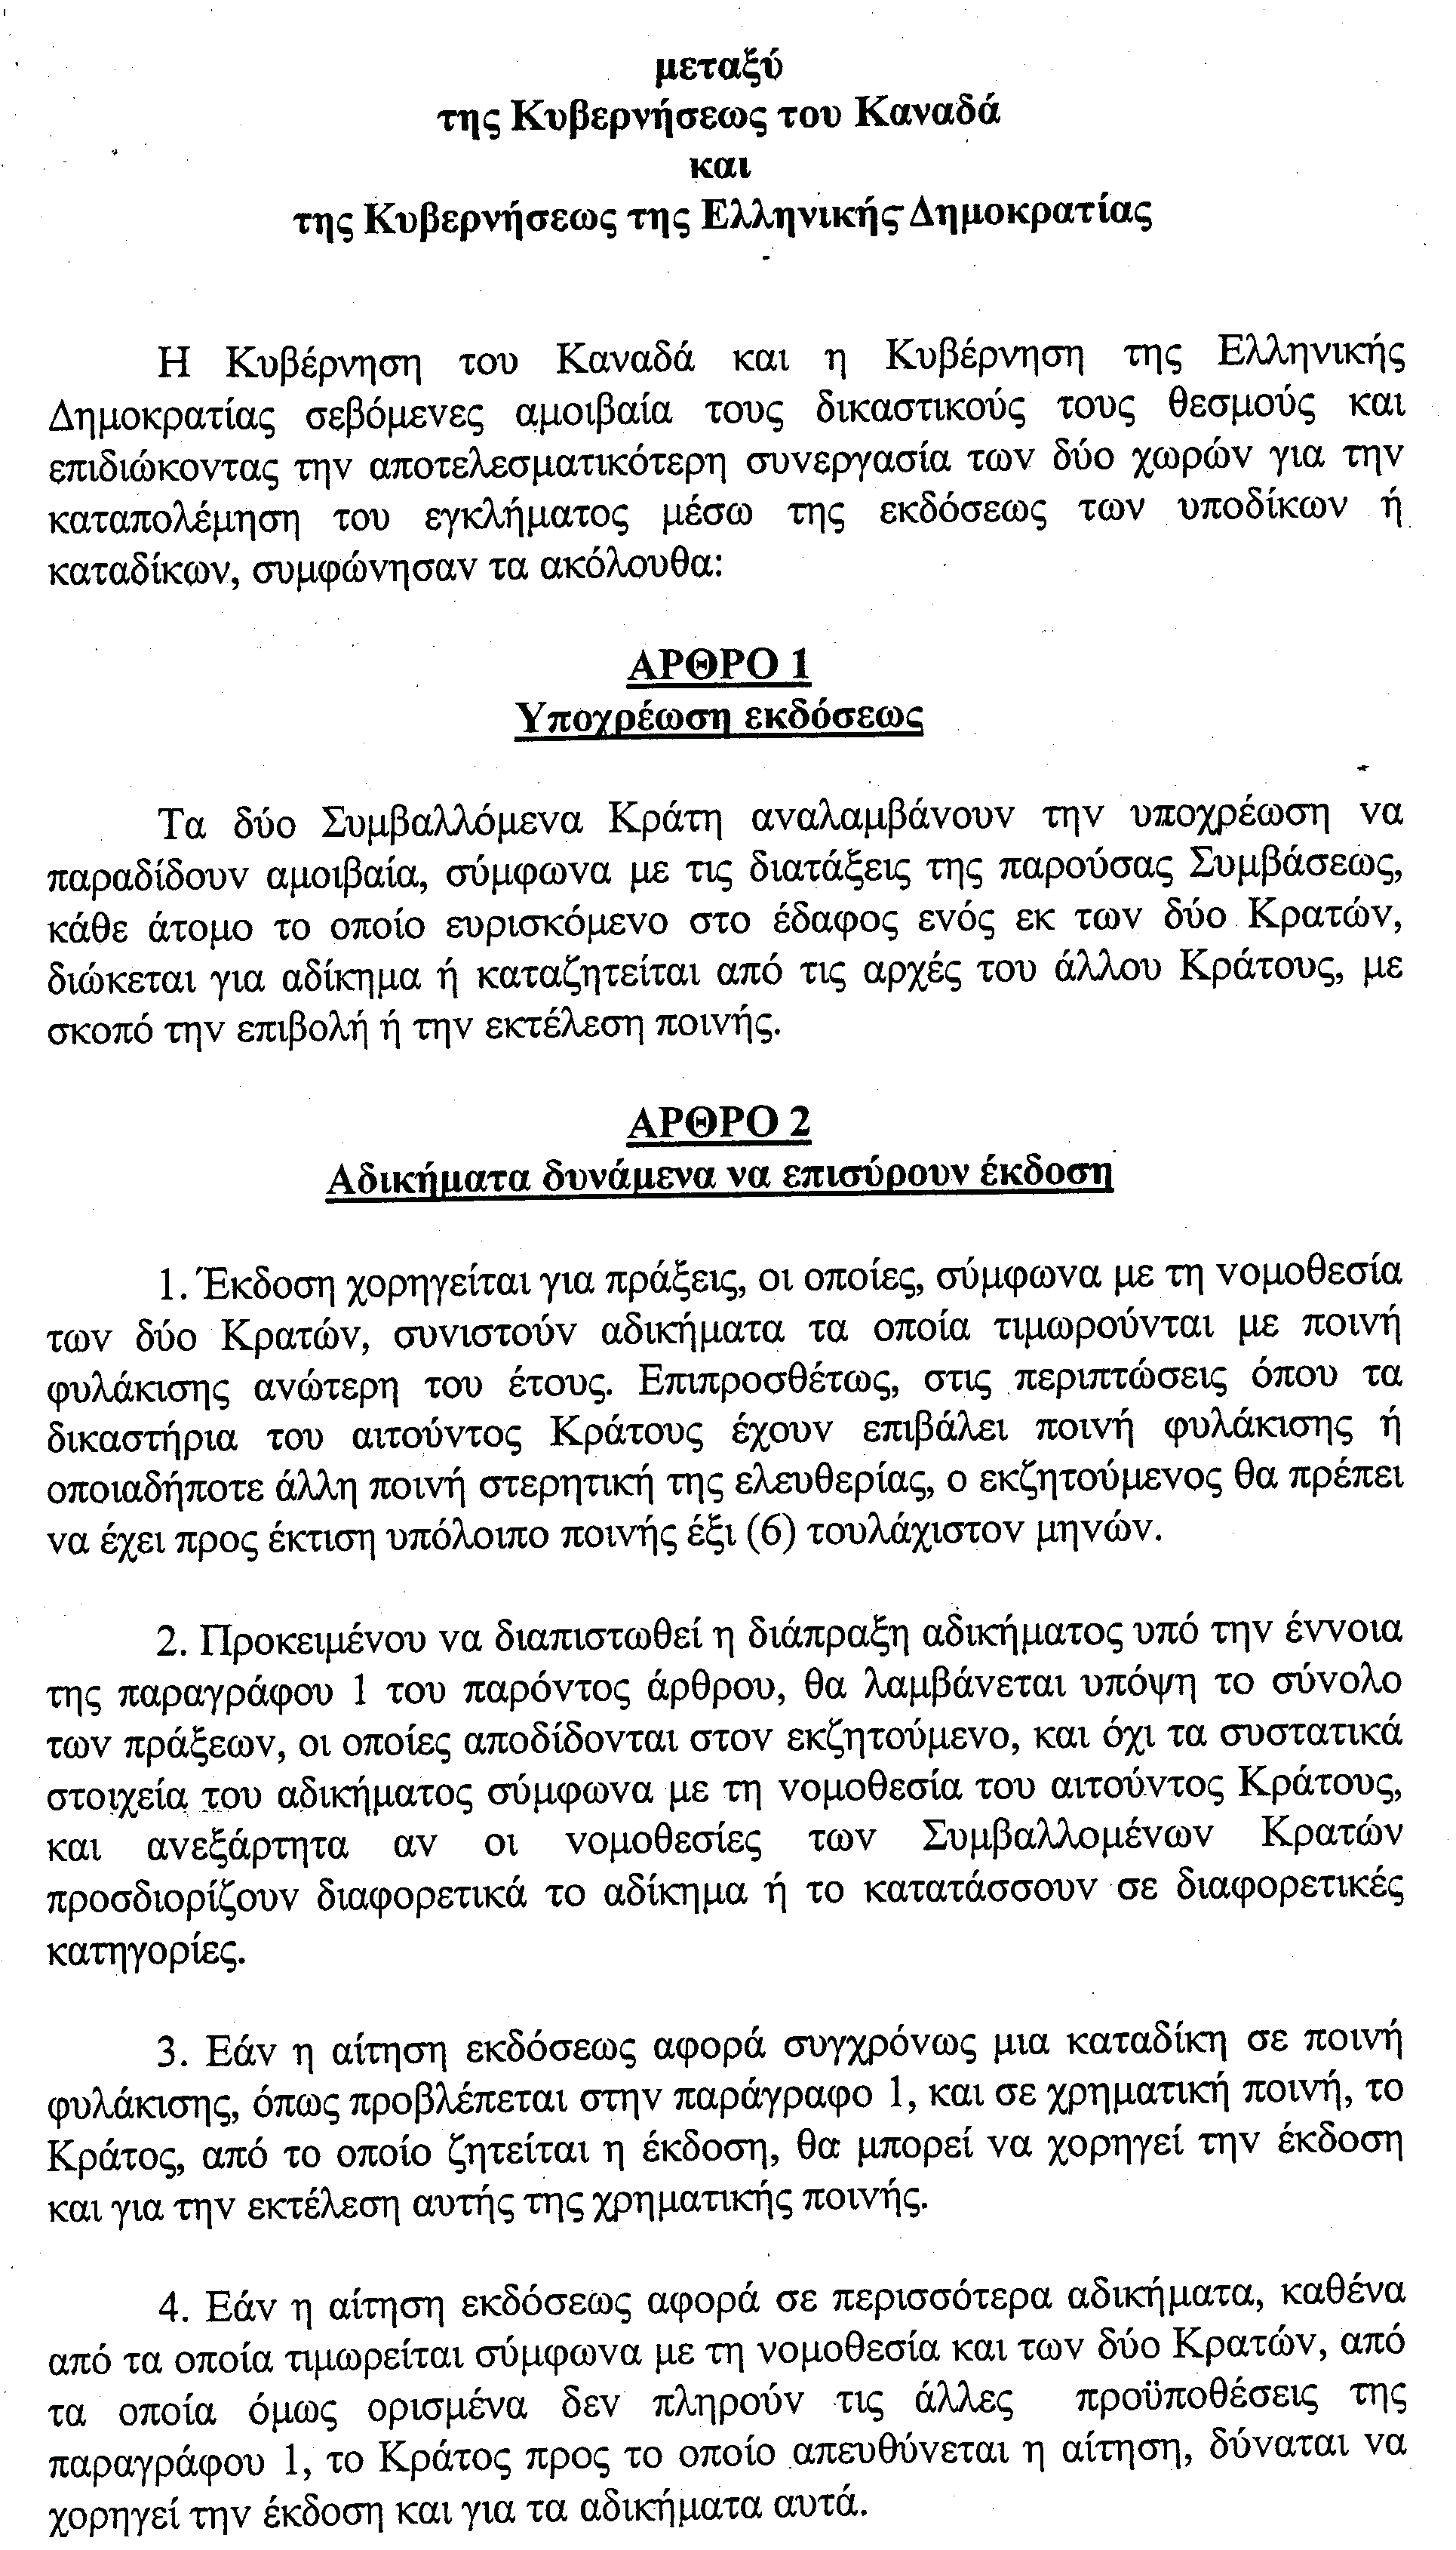 μεταξύ
της Κυβερνήσεως του Καναδά
και
της Κυβερνήσεως της Ελληνικής Δημοκρατίας
Η Κυβέρνηση του Καναδά και η Κυβέρνηση της Ελληνικής
Δημοκρατίας σεβόμενες αμοιβαία τους δικαστικούς τους θεσμούς και
επιδιώκοντας την αποτελεσματικότερη συνεργασία των δύο χωρών για την
καταπολέμηση του εγκλήματος μέσω της εκδόσεως των υποδίκων ή
καταδίκων, συμφώνησαν τα ακόλουθα:
ΑΡΘΡΟ 1
Υποχρέωση εκδόσεως
Τα δύο Συμβαλλόμενα Κράτη αναλαμβάνουν την υποχρέωση να
παραδίδουν αμοιβαία, σύμφωνα με τις διατάξεις της παρούσας Συμβάσεως,
κάθε άτομο το οποίο ευρισκόμενο στο έδαφος ενός εκ των δύο Κρατών,
διώκεται για αδίκημα ή καταζητείται από τις αρχές του άλλου Κράτους, με
σκοπό την επιβολή ή την εκτέλεση ποινής.
ΑΡΘΡΟ 2
Αδικήματα δυνάμενα να επισύρουν έκδοση
1. Έκδοση χορηγείται για πράξεις, οι οποίες, σύμφωνα με τη νομοθεσία
των δύο Κρατών, συνιστούν αδικήματα τα οποία τιμωρούνται με ποινή
φυλάκισης ανώτερη του έτους. Επιπροσθέτως, στις περιπτώσεις όπου τα
δικαστήρια του αιτούντος Κράτους έχουν επιβάλει ποινή φυλάκισης ή
οποιαδήποτε άλλη ποινή στερητική της ελευθερίας, ο εκζητούμενος θα πρέπει
να έχει προς έκτιση υπόλοιπο ποινής έξι (6) τουλάχιστον μηνών.
2. Προκειμένου να διαπιστωθεί η διάπραξη αδικήματος υπό την έννοια
της παραγράφου 1 του παρόντος άρθρου, θα λαμβάνεται υπόψη το σύνολο
των πράξεων, οι οποίες αποδίδονται στον εκζητούμενο, και όχι τα συστατικά
στοιχεία του αδικήματος σύμφωνα με τη νομοθεσία του αιτούντος Κράτους,
και ανεξάρτητα αν οι νομοθεσίες των Συμβαλλομένων Κρατών
προσδιορίζουν διαφορετικά το αδίκημα ή το κατατάσσουν σε διαφορετικές
κατηγορίες.
3. Εάν η αίτηση εκδόσεως αφορά συγχρόνως μια καταδίκη σε ποινή
φυλάκισης, όπως προβλέπεται στην παράγραφο 1, και σε χρηματική ποινή, το
Κράτος, από το οποίο ζητείται η έκδοση, θα μπορεί να χορηγεί την έκδοση
και για την εκτέλεση αυτής της χρηματικής ποινής.
4. Εάν η αίτηση εκδόσεως αφορά σε περισσότερα αδικήματα, καθένα
από τα οποία τιμωρείται σύμφωνα με τη νομοθεσία και των δύο Κρατών, από
τα οποία όμως ορισμένα δεν πληρούν τις άλλες προϋποθέσεις της
παραγράφου 1, το Κράτος προς το οποίο απευθύνεται η αίτηση, δύναται να
χορηγεί την έκδοση και για τα αδικήματα αυτά.